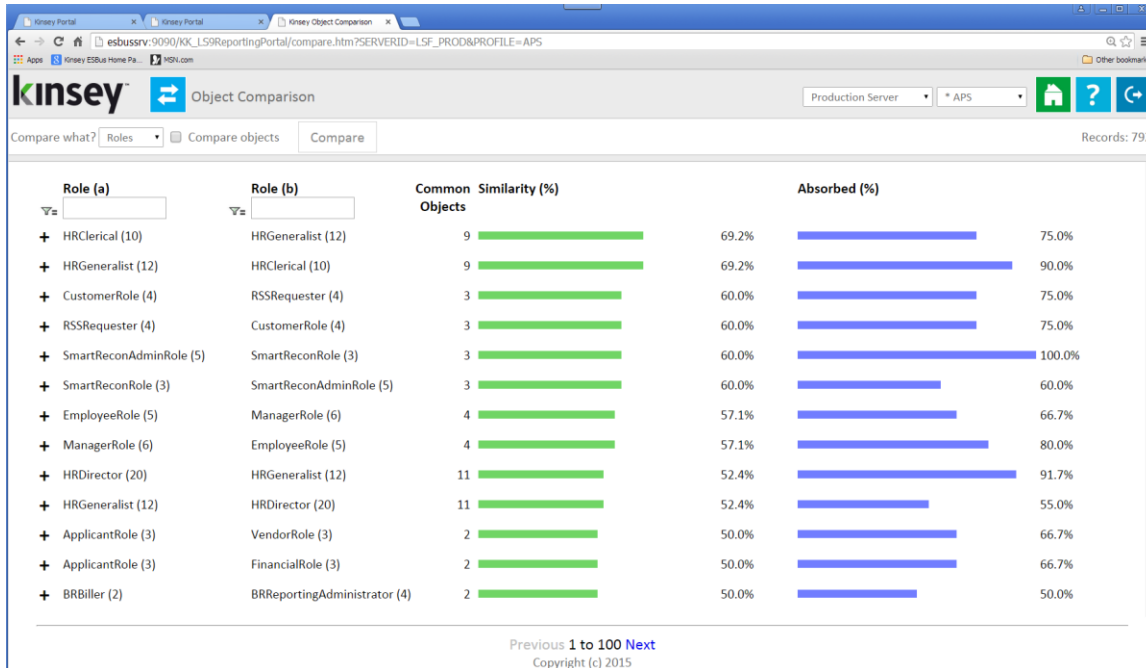 Kinsey Portal Kinsey Portal Kinsey Object Comparison
esbussrv:9090/KK_LS9ReportingPortal/compare.htm?SERVERID=LSF_PROD&PROFILE=APS
Apps Kinsey ESBus Home Pa... MSN.com Other bookmark
kinsey Object Comparison Production Server * APS ?
Compare what? Roles Compare objects Compare Records: 79
Role (a) Role (b) Common Similarity (%) Absorbed (%)
Objects
+ HRClerical (10) HRGeneralist (12) 9 69.2% 75.0%
+ HRGeneralist (12) HRClerical (10) 9 69.2% 90.0%
+ CustomerRole (4) RSSRequester (4) 3 60.0% 75.0%
+ RSSRequester (4) CustomerRole (4) 3 60.0% 75.0%
+ SmartReconAdminRole (5) SmartReconRole (3) 3 60.0% 100.0%
+ SmartReconRole (3) SmartReconAdminRole (5) 3 60.0% 60.0%
+ EmployeeRole (5) ManagerRole (6) 4 57.1% 66.7%
+ ManagerRole (6) EmployeeRole (5) 4 57.1% 80.0%
+ HRDirector (20) HRGeneralist (12) 11 52.4% 91.7%
+ HRGeneralist (12) HRDirector (20) 11 52.4% 55.0%
+ ApplicantRole (3) VendorRole (3) 2 50.0% 66.7%
+ ApplicantRole (3) FinancialRole (3) 2 50.0% 66.7%
+ BRBiller (2) BRReportingAdministrator (4) 2 50.0% 50.0%
Previous 1 to 100 Next
Copyright (c) 2015